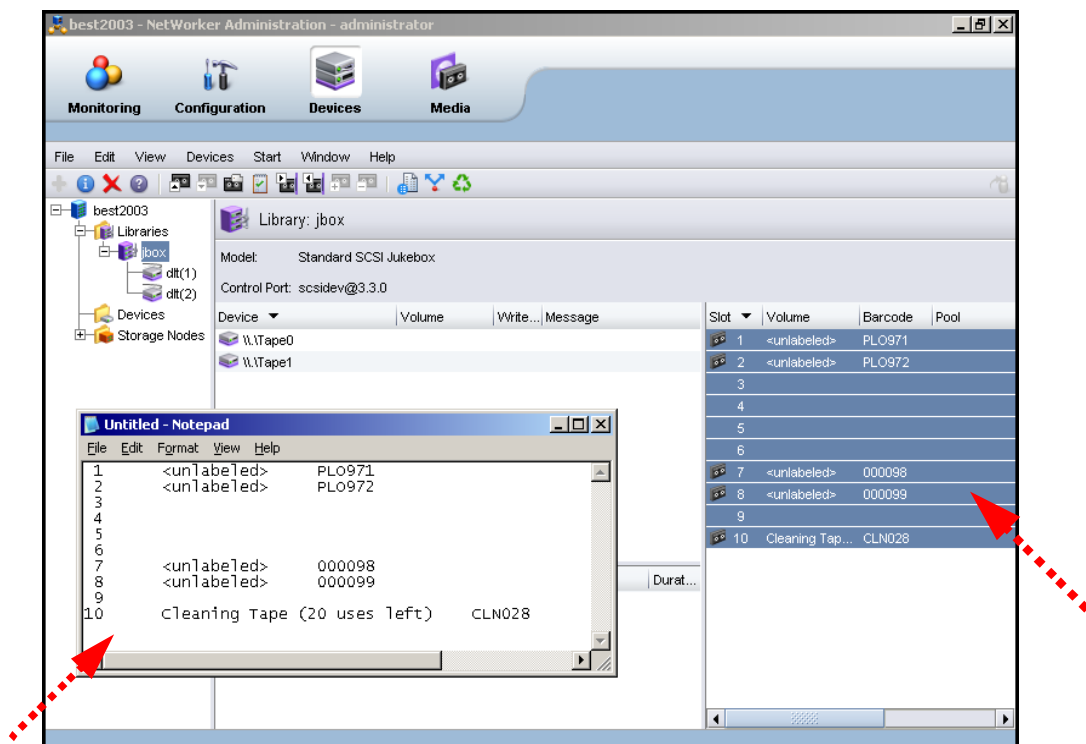 best2003 - NetWorker Administration - administrator
Monitoring Configuration Devices Media
File Edit View Devices Start Window Help
best2003
Libraries
jbox
dlt(1)
dlt(2)
Devices
Storage Nodes
Library: jbox
Model: Standard SCSI Jukebox
Control Port: scsidev@3.3.0
Device Volume Write... Message
\\.\Tape0
\\.\Tape1
Durat...
Slot Volume Barcode Pool
1 <unlabeled> PLO971
2 <unlabeled> PLO972
3
4
5
6
7 <unlabeled> 000098
8 <unlabeled> 000099
9
10 Cleaning Tap... CLN028
Untitled - Notepad
File Edit Format View Help
1 <unlabeled> PLO971
2 <unlabeled> PLO972
3
4
5
6
7 <unlabeled> 000098
8 <unlabeled> 000099
9
10 Cleaning Tape (20 uses left) CLN028